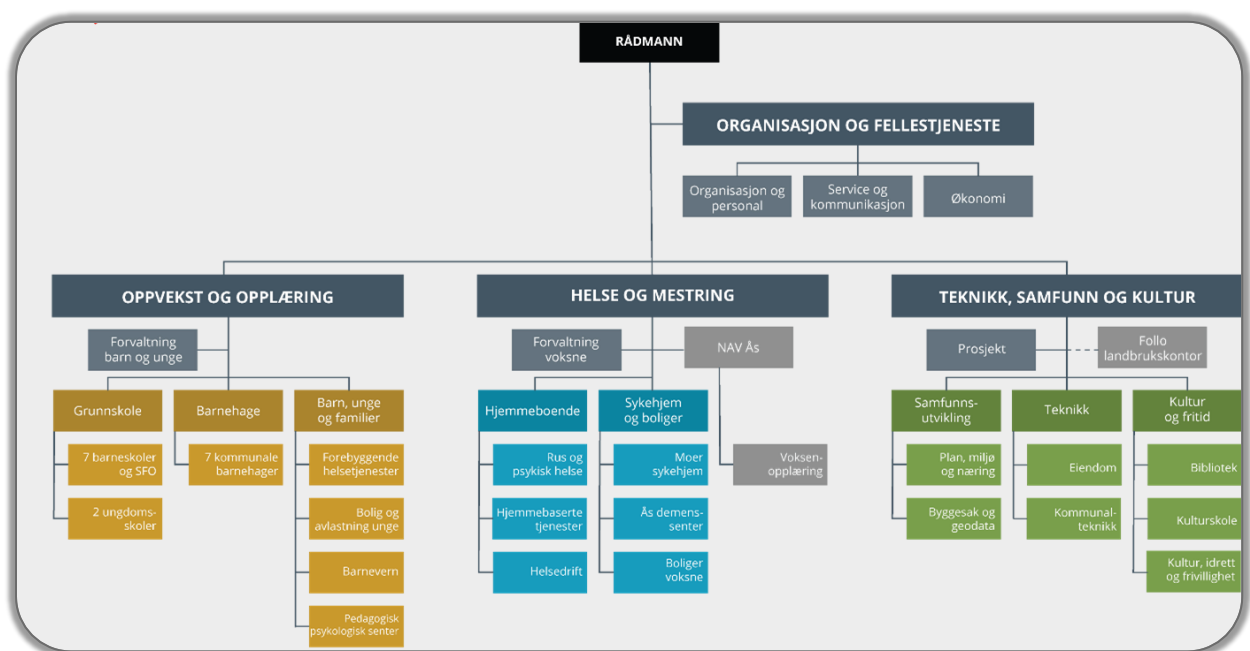 RÅDMANN
ORGANISASJON OG FELLESTJENESTE
Organisasjon og
personal
Service og
kommunikasjon
Økonomi
OPPVEKST OG OPPLÆRING
Forvaltning
barn og unge
Grunnskole
7 barneskoler
og SFO
2 ungdoms-
skoler
Barnehage
7 kommunale
barnehager
Barn, unge
og familier
Forebyggende
helsetjenester
Bolig og
avlastning unge
Barnevern
Pedagogisk
psykologisk senter
HELSE OG MESTRING
Forvaltning
voksne
NAV Ås
Hjemmeboende
Rus og
psykisk helse
Hjemmebaserte
tjenester
Helsedrift
Sykehjem
og boliger
Moer
sykehjem
Ås demens-
senter
Boliger
voksne
Voksen-
opplæring
TEKNIKK, SAMFUNN OG KULTUR
Prosjekt
Follo
landbrukskontor
Samfunns-
utvikling
Plan, miljø
og næring
Byggesak og
geodata
Teknikk
Eiendom
Kommunal-
teknikk
Kultur
og fritid
Bibliotek
Kulturskole
Kultur, idrett
og frivillighet